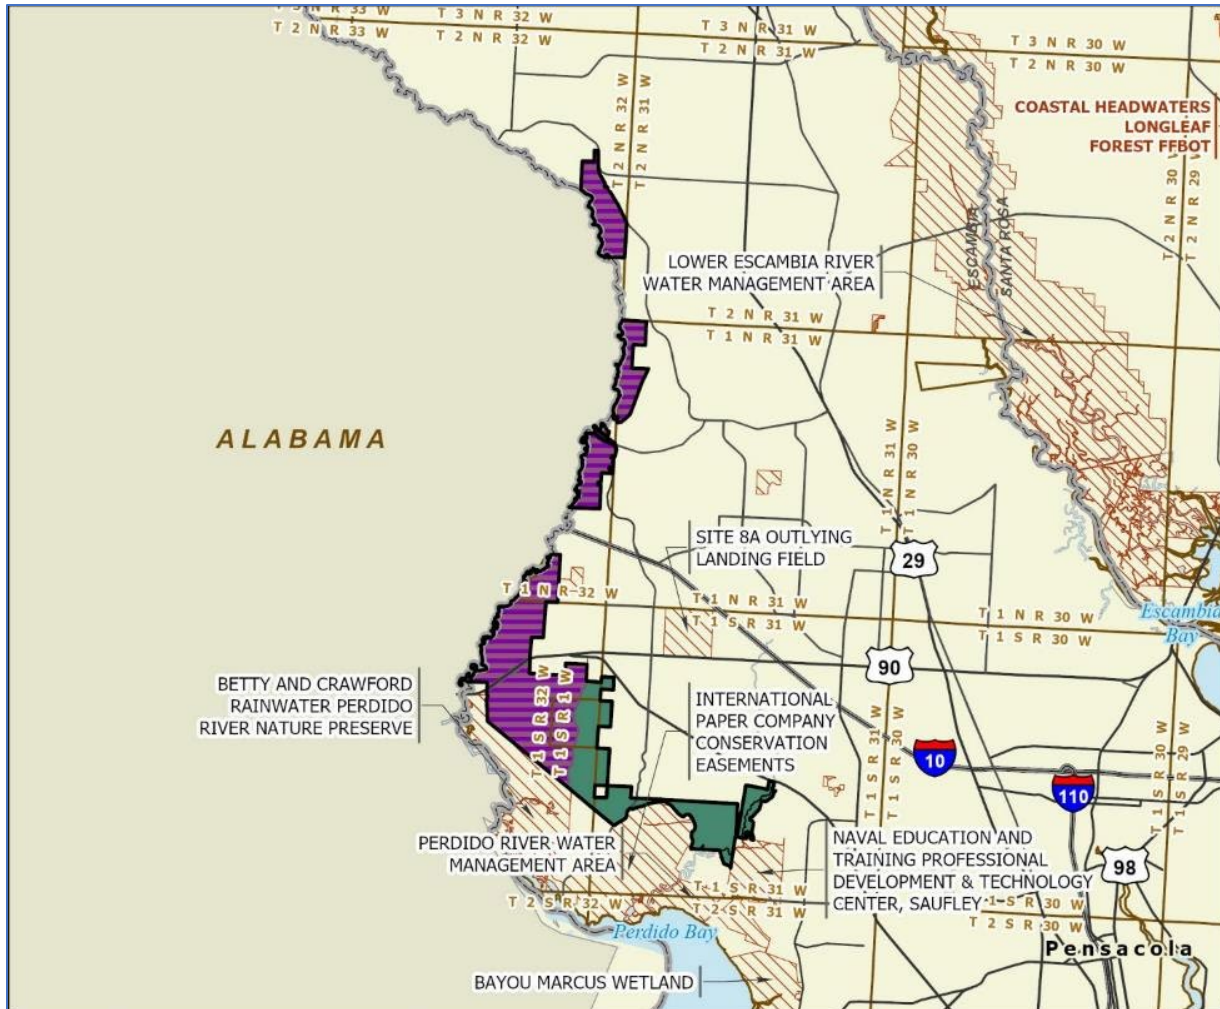 T 3 N R 33 W
T 2 N R 33 W
T 3 N R 32 W
T 2 N R 32 W
T 3 N R 31 W
T 2 N R 31 W
T 3 N R 30 W
T 2 N R 30 W
COASTAL HEADWATERS
LONGLEAF
FOREST FFBOT
T 2 N R 32 W
T 2 N R 31 W
T 2 N R 30 W
T 2 N R 29 W
ESCAMBIA
SANTA ROSA
LOWER ESCAMBIA RIVER
WATER MANAGEMENT AREA
T 2 N R 31 W
T 1 N R 31 W
ALABAMA
T 1 N R 31 W
T 1 N R 30 W
SITE 8A OUTLYING
LANDING FIELD
29
T 1 N R 32 W
T 1 N R 31 W
T 1 S R 31 W
T 1 N R 30 W
T 1 S R 30 W
Escambia
Bay
90
BETTY AND CRAWFORD
RAINWATER PERDIDO
RIVER NATURE PRESERVE
T 1 S R 32 W
T 1 S R 1 W
INTERNATIONAL
PAPER COMPANY
CONSERVATION
EASEMENTS
T 1 S R 31 W
T 1 S R 30 W
T 1 S R 30 W
T 1 S R 29 W
10
110
PERDIDO RIVER WATER
MANAGEMENT AREA
NAVAL EDUCATION AND
TRAINING PROFESSIONAL
DEVELOPMENT & TECHNOLOGY
CENTER, SAUFLEY
98
T 1 S R 31 W
T 2 S R 31 W
T 2 S R 32 W
1 S R 30 W
T 2 S R 30 W
Perdido Bay
Pensacola
BAYOU MARCUS WETLAND